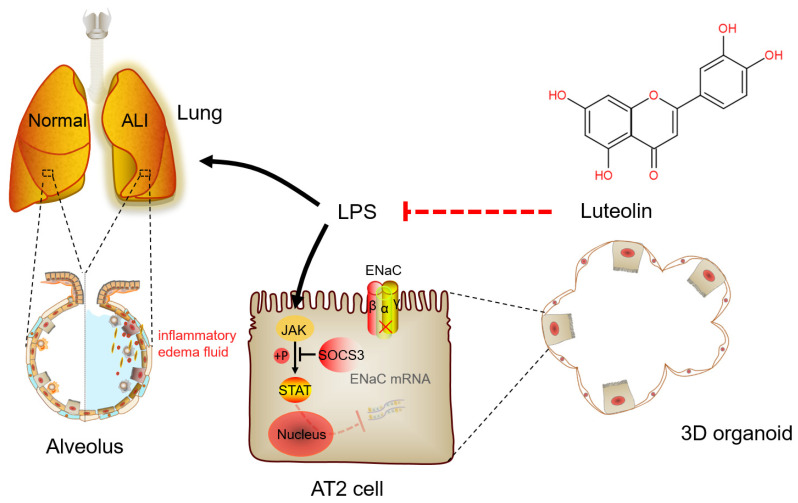 OH
OH
HO
O
OH
O
Normal
ALI
Lung
LPS
Luteolin
ENaC
β
α
γ
inflammatory
edema fluid
JAK
+P
SOCS3
ENaC mRNA
STAT
Nucleus
Alveolus
3D organoid
AT2 cell